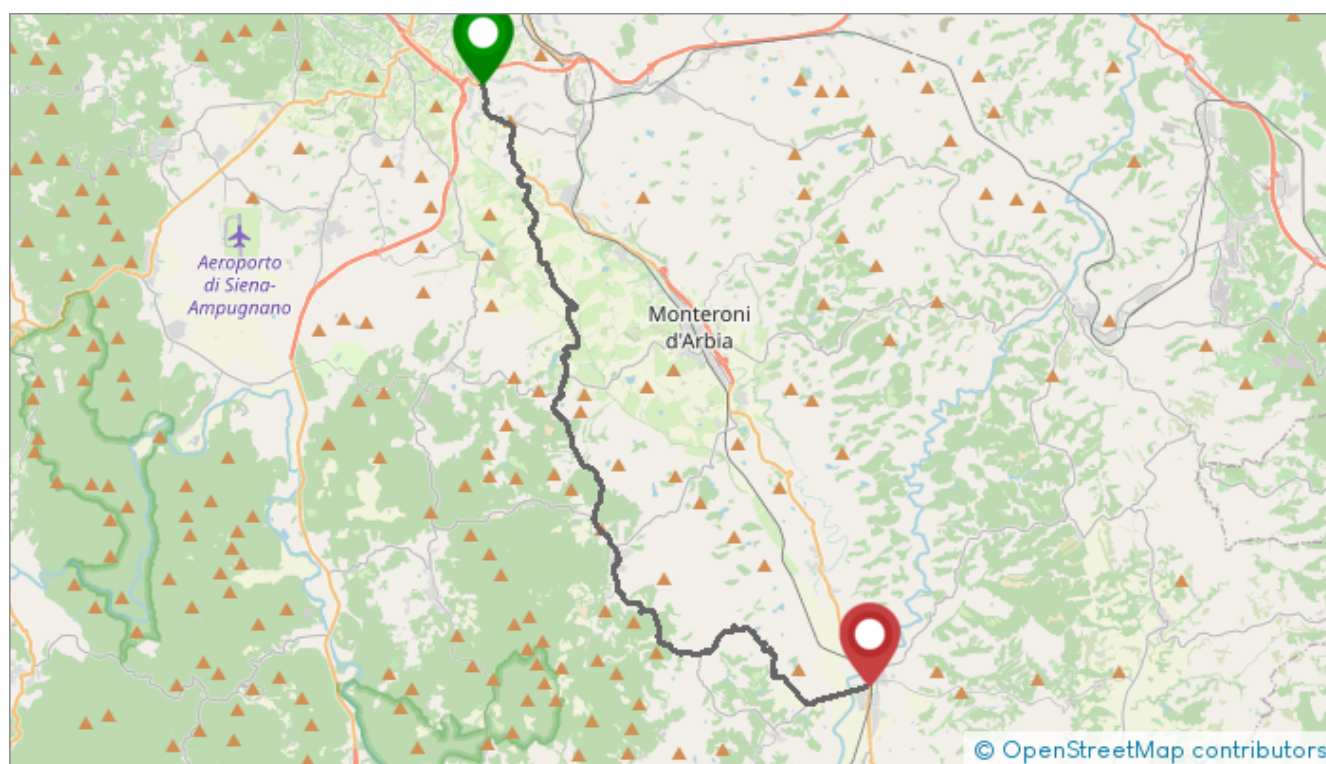 Aeroporto
di Siena-
Ampugnano
Monteroni
d'Arbia
© OpenStreetMap contributors